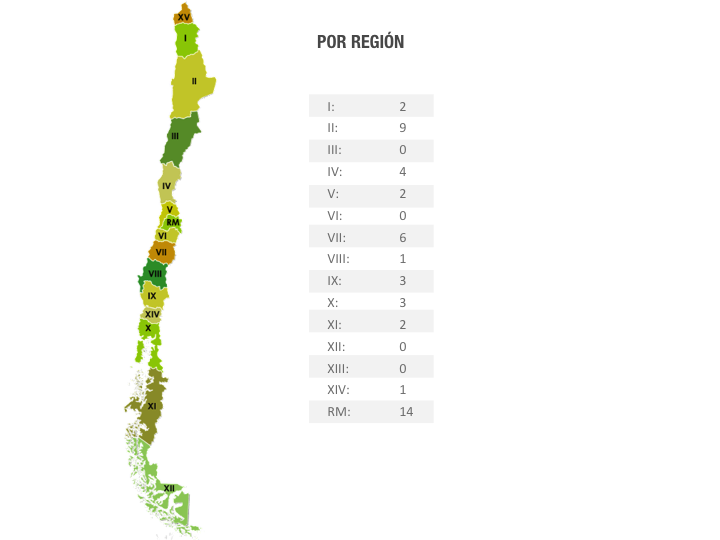 XV
I
II
III
IV
V
RM
VI
VII
VIII
IX
XIV
X
XI
XII
POR REGIÓN
I: 2
II: 9
III: 0
IV: 4
V: 2
VI: 0
VII: 6
VIII: 1
IX: 3
X: 3
XI: 2
XII: 0
XIII: 0
XIV: 1
RM: 14